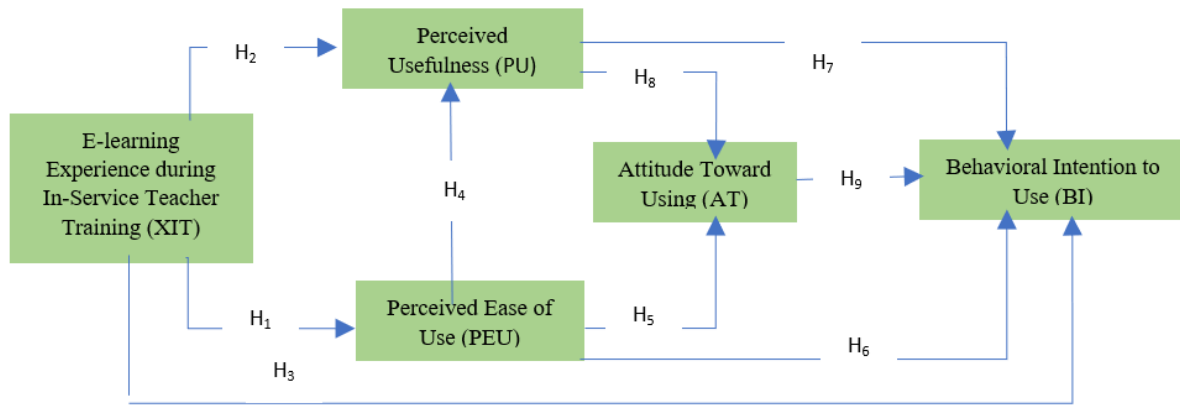 Perceived
Usefulness (PU)
H2
H7
H8
E-learning
Experience during
In-Service Teacher
Training (XIT)
Attitude Toward
Using (AT)
Behavioral Intention to
Use (BI)
H4
H9
Perceived Ease of
Use (PEU)
H1
H5
H6
H3